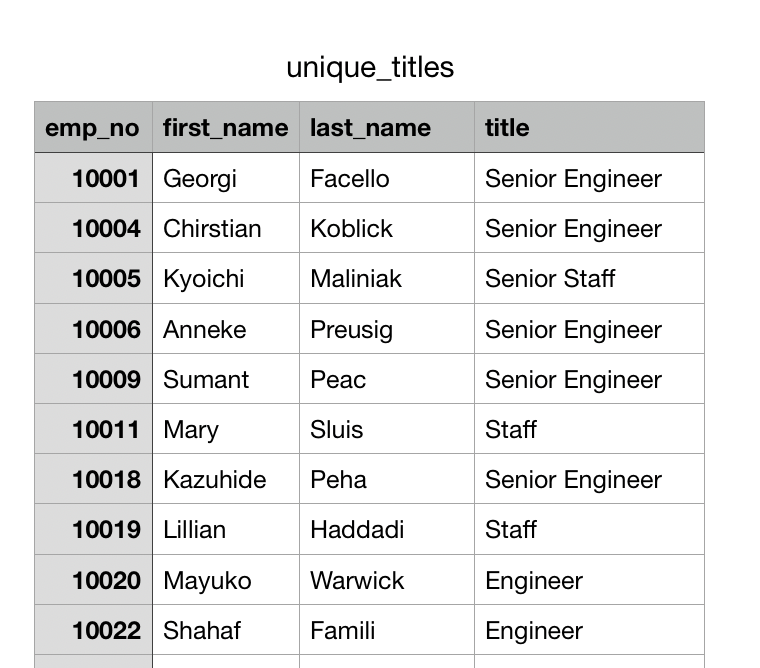 unique_titles
emp_no first_name last_name title
10001 Georgi Facello Senior Engineer
10004 Chirstian Koblick Senior Engineer
10005 Kyoichi Maliniak Senior Staff
10006 Anneke Preusig Senior Engineer
10009 Sumant Peac Senior Engineer
10011 Mary Sluis Staff
10018 Kazuhide Peha Senior Engineer
10019 Lillian Haddadi Staff
10020 Mayuko Warwick Engineer
10022 Shahaf Famili Engineer